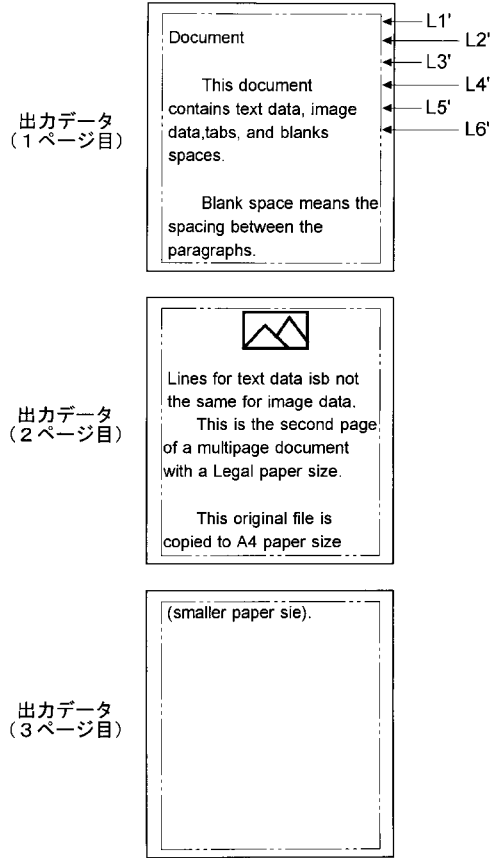 出力データ
(1ページ目)
Document
This document
contains text data, image
data,tabs, and blanks
spaces.
Blank space means the
spacing between the
paragraphs.
L1'
L2'
L3'
L4'
L5'
L6'
出力データ
(2ページ目)
Lines for text data isb not
the same for image data.
This is the second page
of a multipage document
with a Legal paper size.
This original file is
copied to A4 paper size
出力データ
(3ページ目)
(smaller paper sie).